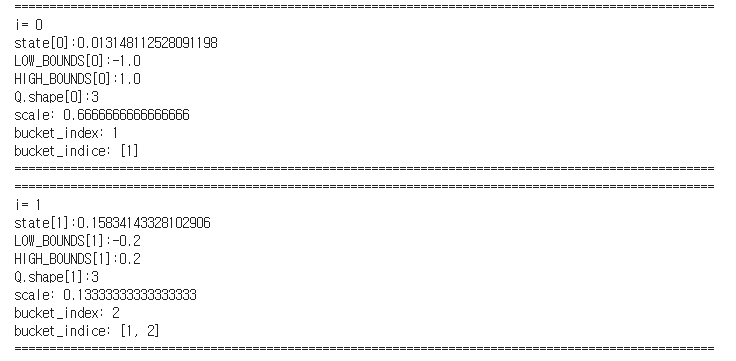 ====================================================================================================
i= 0
state[0]:0.013148112528091198
LOW_BOUNDS[0]:-1.0
HIGH_BOUNDS[0]:1.0
Q.shape[0]:3
scale: 0.6666666666666666
bucket_index: 1
bucket_indice: [1]
====================================================================================================
====================================================================================================
i= 1
state[1]:0.15834143328102906
LOW_BOUNDS[1]:-0.2
HIGH_BOUNDS[1]:0.2
Q.shape[1]:3
scale: 0.13333333333333333
bucket_index: 2
bucket_indice: [1, 2]
====================================================================================================